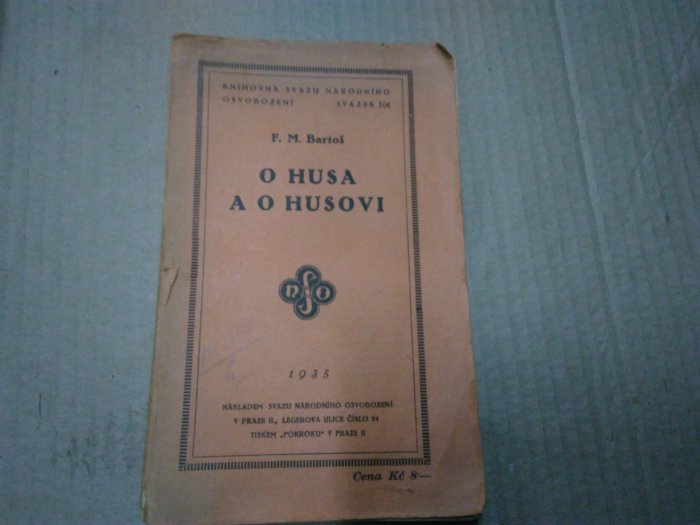 KNIHOVNA SVAZU NÁRODNÍHO
OSVOBOZENÍ SVAZEK 104
F. M. Bartoš
O HUSA
A O HUSOVI
NSO
1935
NÁKLADEM SVAZU NÁRODNÍHO OSVOBOZENÍ
V PRAZE II., LEGEROVA ULICE ČÍSLO 54
TISKEM „POKROKU" V PRAZE II
Cena Kč 8·—